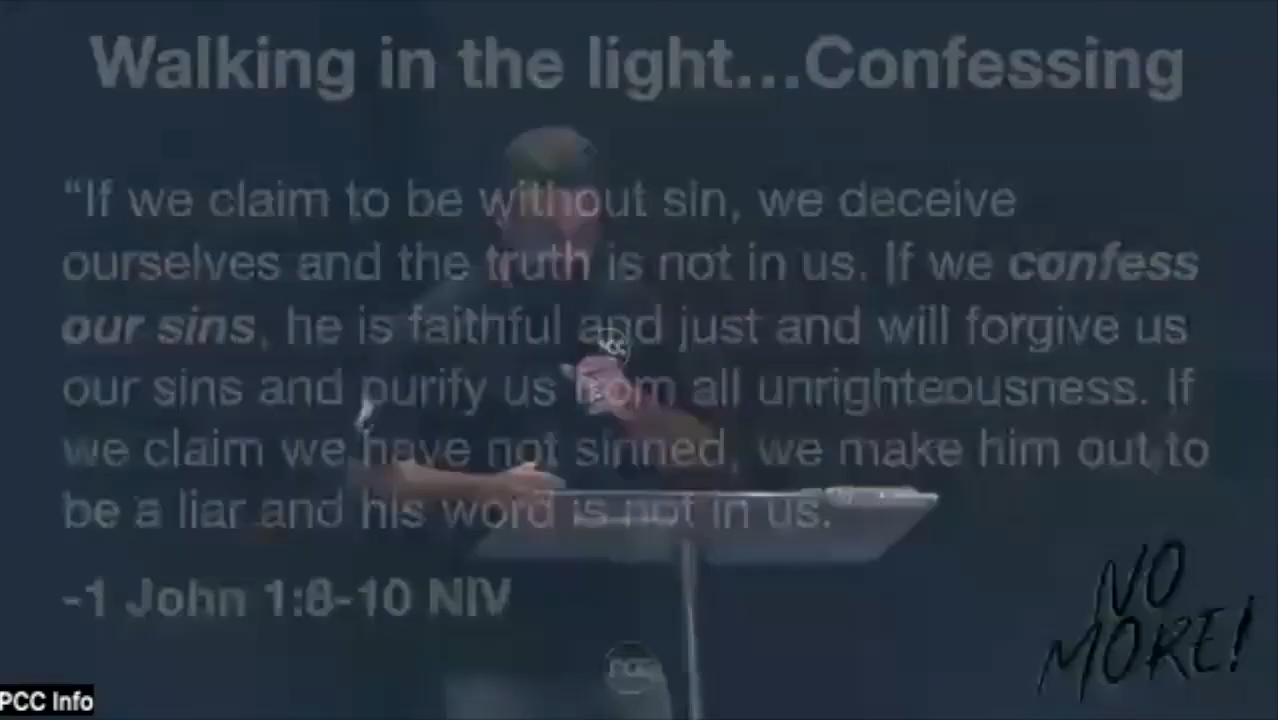 Walking in the light...Confessing
“If we claim to be without sin, we deceive
ourselves and the truth is not in us. If we confess
our sins, he is faithful and just and will forgive us
our sins and purify us from all unrighteousness. If
we claim we have not sinned, we make him out to
be a liar and his word is not in us.
-1 John 1:8-10 NIV
NO
MORE!
PCC Info